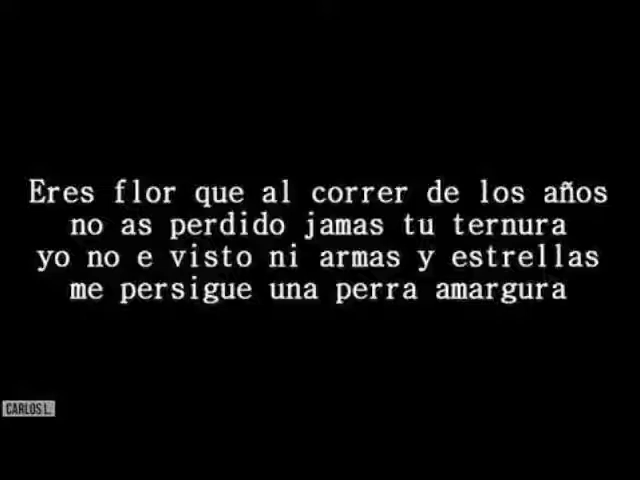 Eres flor que al correr de los años
no as perdido jamas tu ternura
yo no e visto ni armas y estrellas
me persigue una perra amargura
CARLOS L.